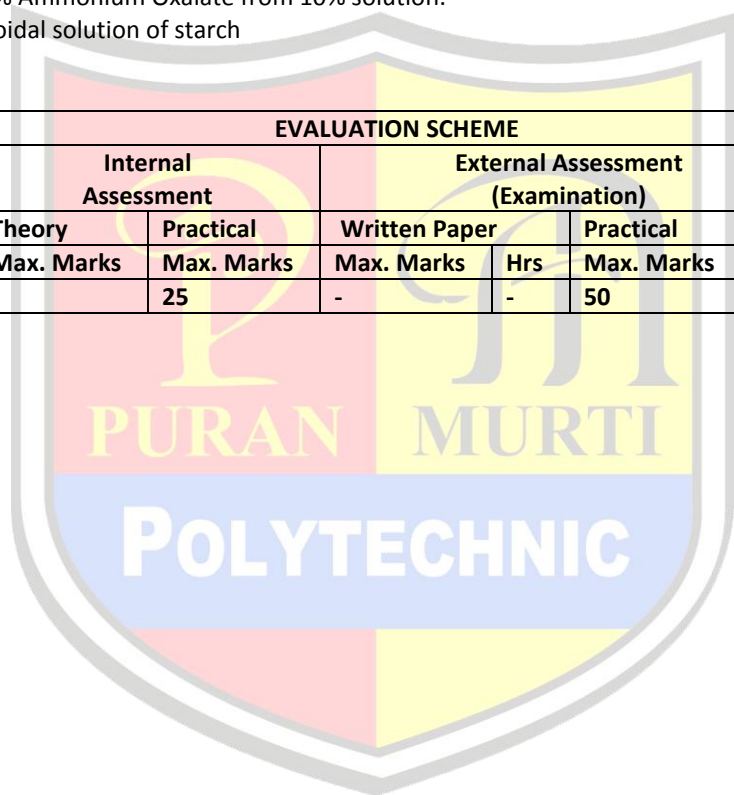 Ammonium Oxalate from 10% solution.
solution of starch
EVALUATION SCHEME
Internal Assessment
External Assessment (Examination)
Theory Practical Written Paper Practical
Max. Marks Max. Marks Max. Marks Hrs Max. Marks
25 - - 50
PURAN MURTI
POLYTECHNIC